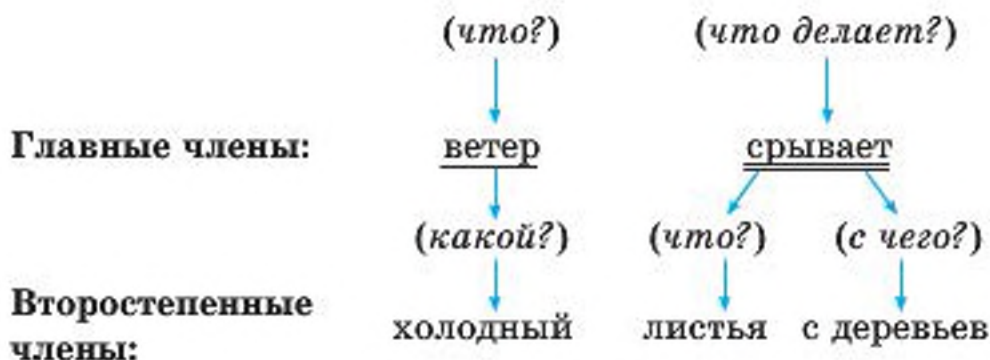 (что?) (что делает?)
Главные члены: ветер срывает
(какой?) (что?) (с чего?)
Второстепенные
члены: холодный листья с деревьев